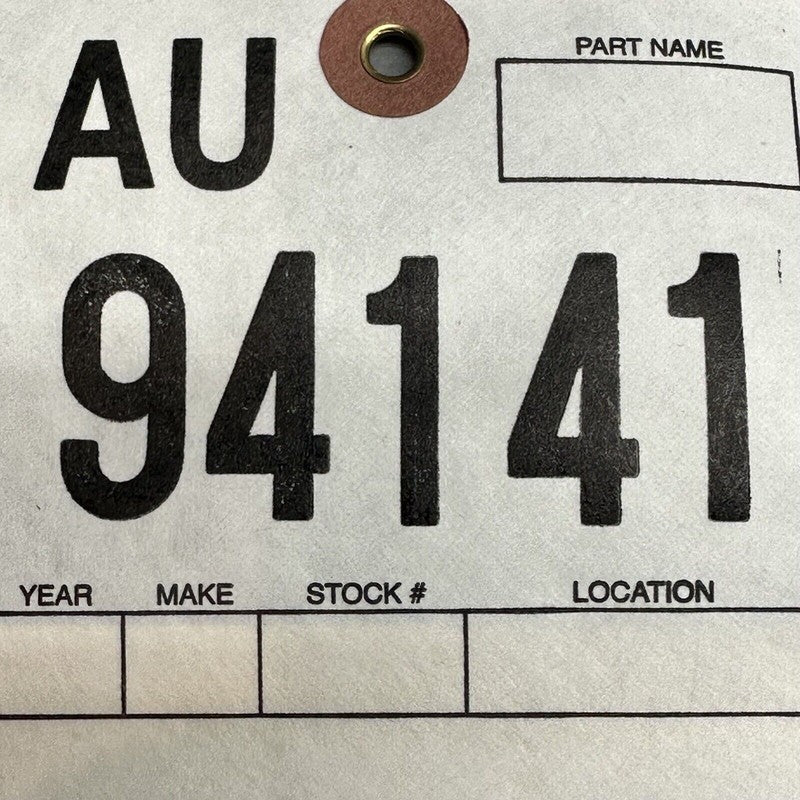 AU
PART NAME
94141
YEAR MAKE STOCK # LOCATION